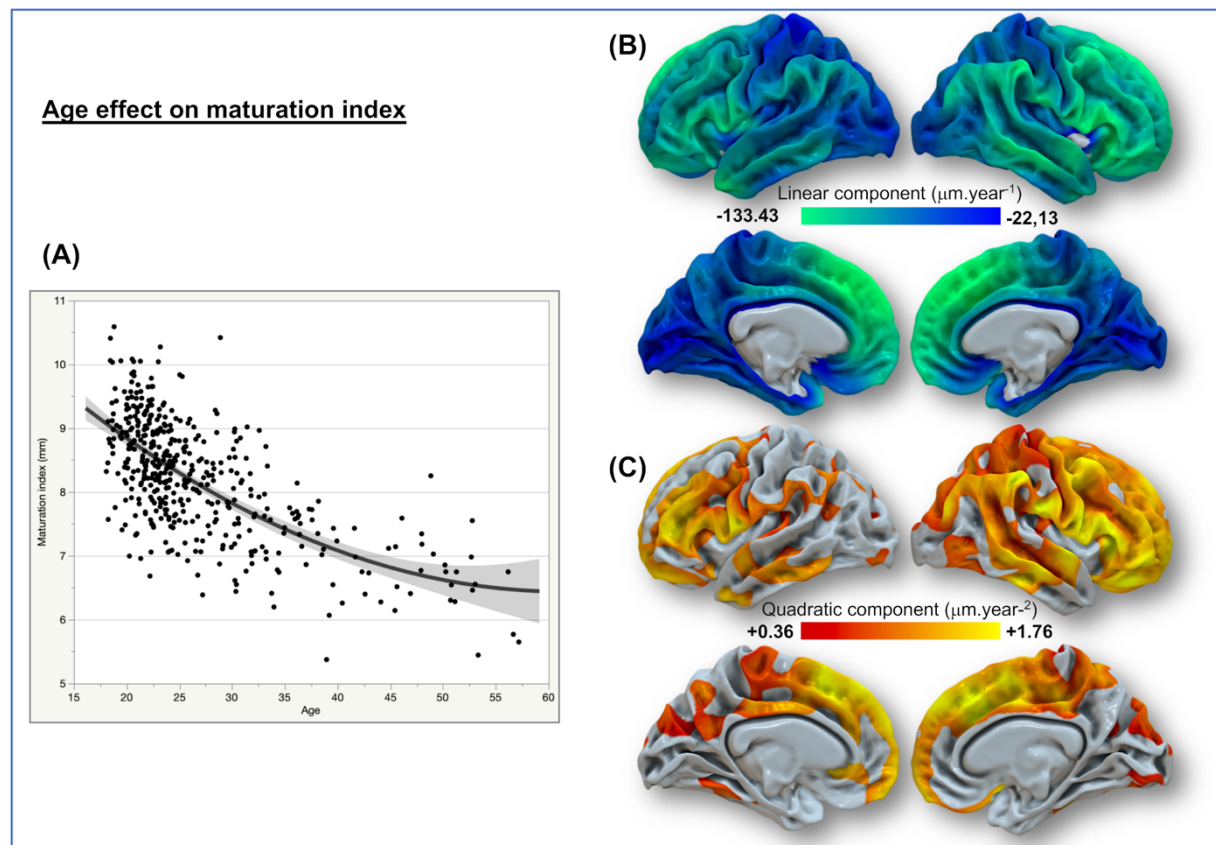 Age effect on maturation index
(A)
11
10
9
8
7
6
5
Maturation index (mm)
15 20 25 30 35 40 45 50 55 60
Age
(B)
Linear component (μm.year-1)
-133.43 -22,13
(C)
Quadratic component (μm.year-2)
+0.36 +1.76